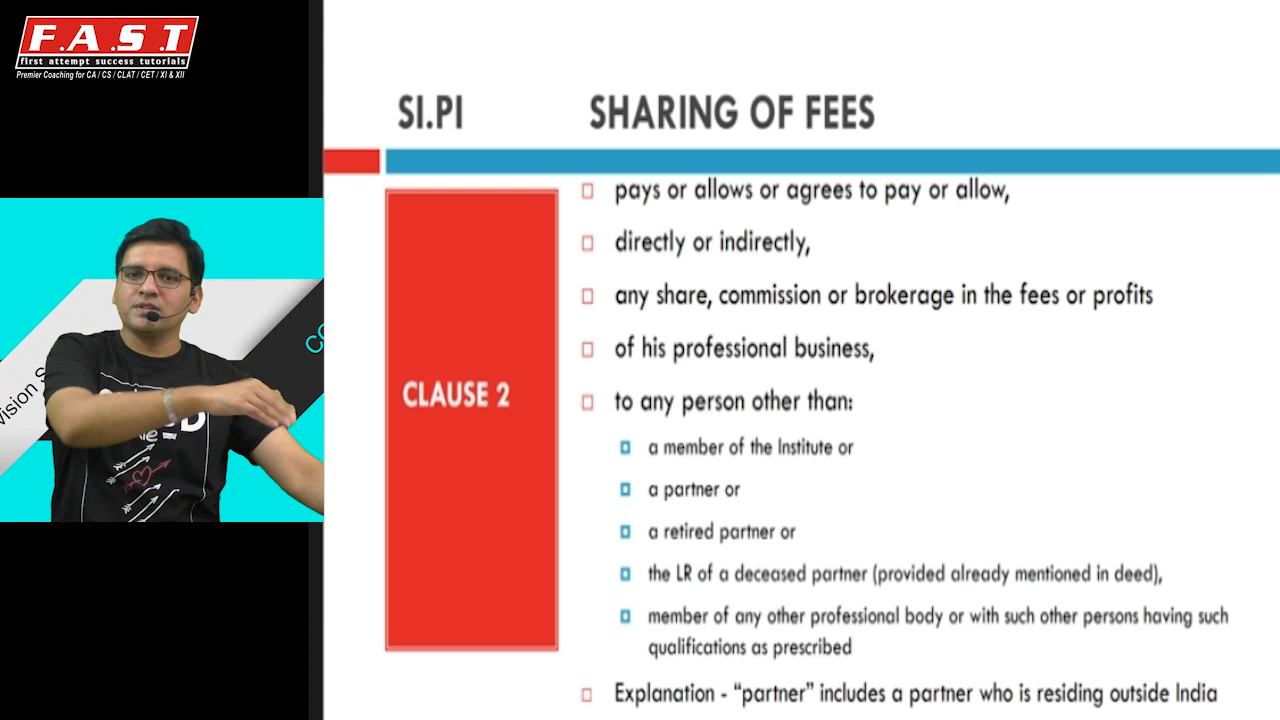 F.A.S.T
first attempt success tutorials
Premier Coaching for CA / CS / CLAT / CET / XI & XII
SI.PI
SHARING OF FEES
CLAUSE 2
pays or allows or agrees to pay or allow,
directly or indirectly,
any share, commission or brokerage in the fees or profits
of his professional business,
to any person other than:
a member of the Institute or
a partner or
a retired partner or
the LR of a deceased partner (provided already mentioned in deed),
member of any other professional body or with such other persons having such
qualifications as prescribed
Explanation - “partner” includes a partner who is residing outside India